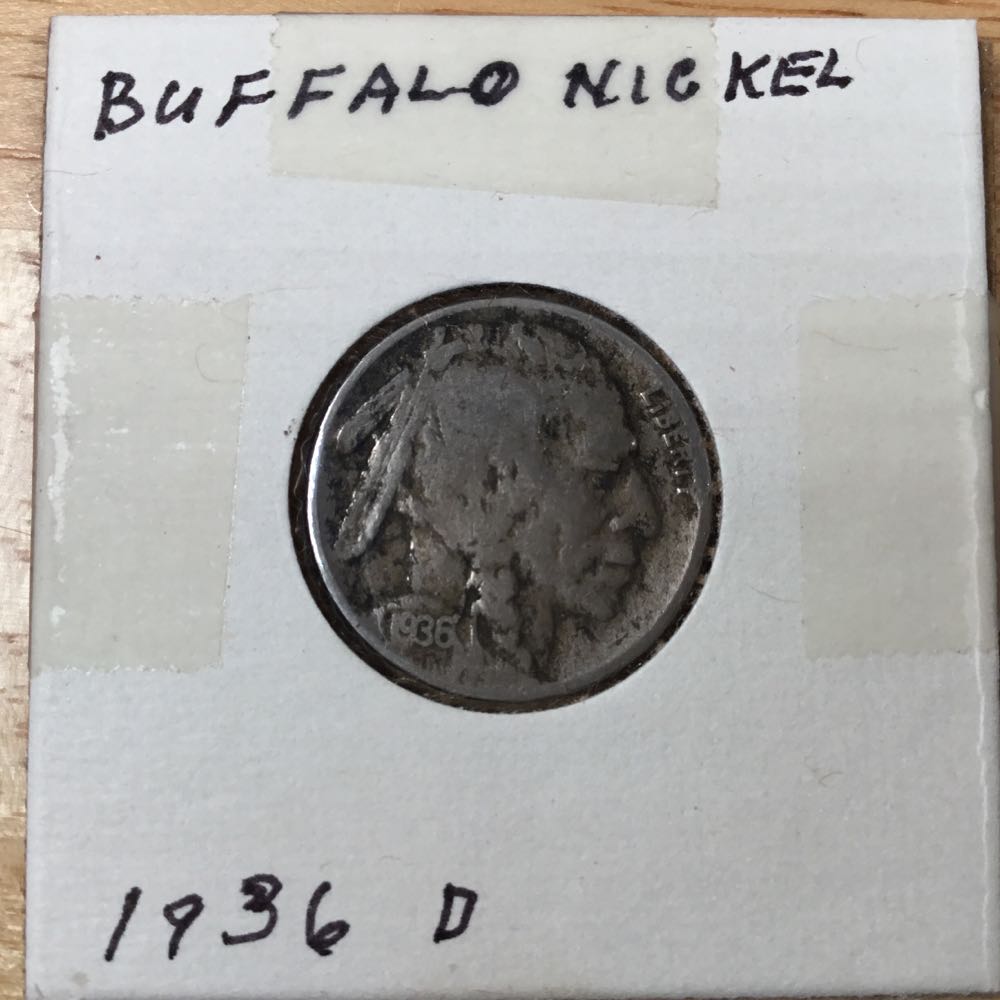 BUFFALO NICKEL
LIBERTY
1936
1936 D